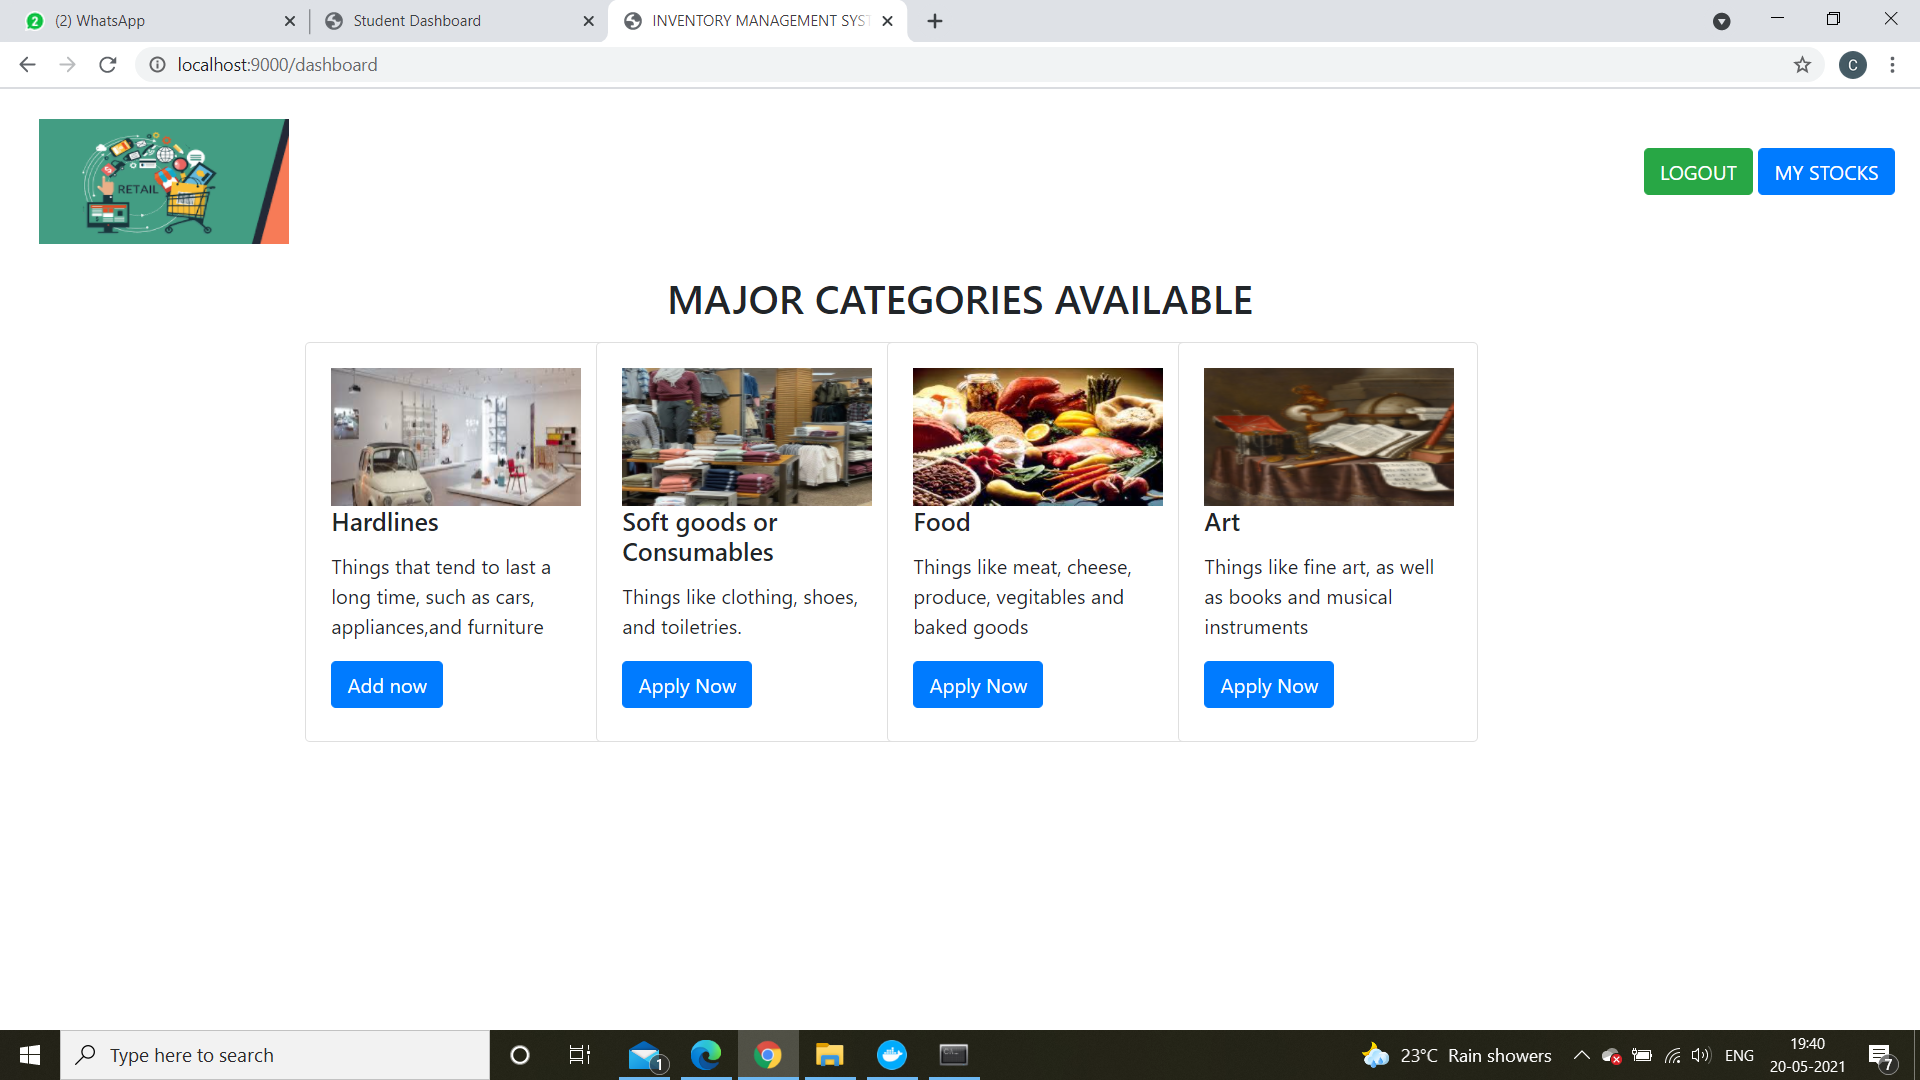 (2) WhatsApp
Student Dashboard
INVENTORY MANAGEMENT SYST
C
localhost:9000/dashboard
RETAIL
LOGOUT
MY STOCKS
MAJOR CATEGORIES AVAILABLE
Hardlines
Things that tend to last a
long time, such as cars,
appliances,and furniture
Add now
Soft goods or
Consumables
Things like clothing, shoes,
and toiletries.
Apply Now
Food
Things like meat, cheese,
produce, vegitables and
baked goods
Apply Now
Art
Things like fine art, as well
as books and musical
instruments
Apply Now
Type here to search
1
23°C Rain showers
ENG
19:40
20-05-2021
7